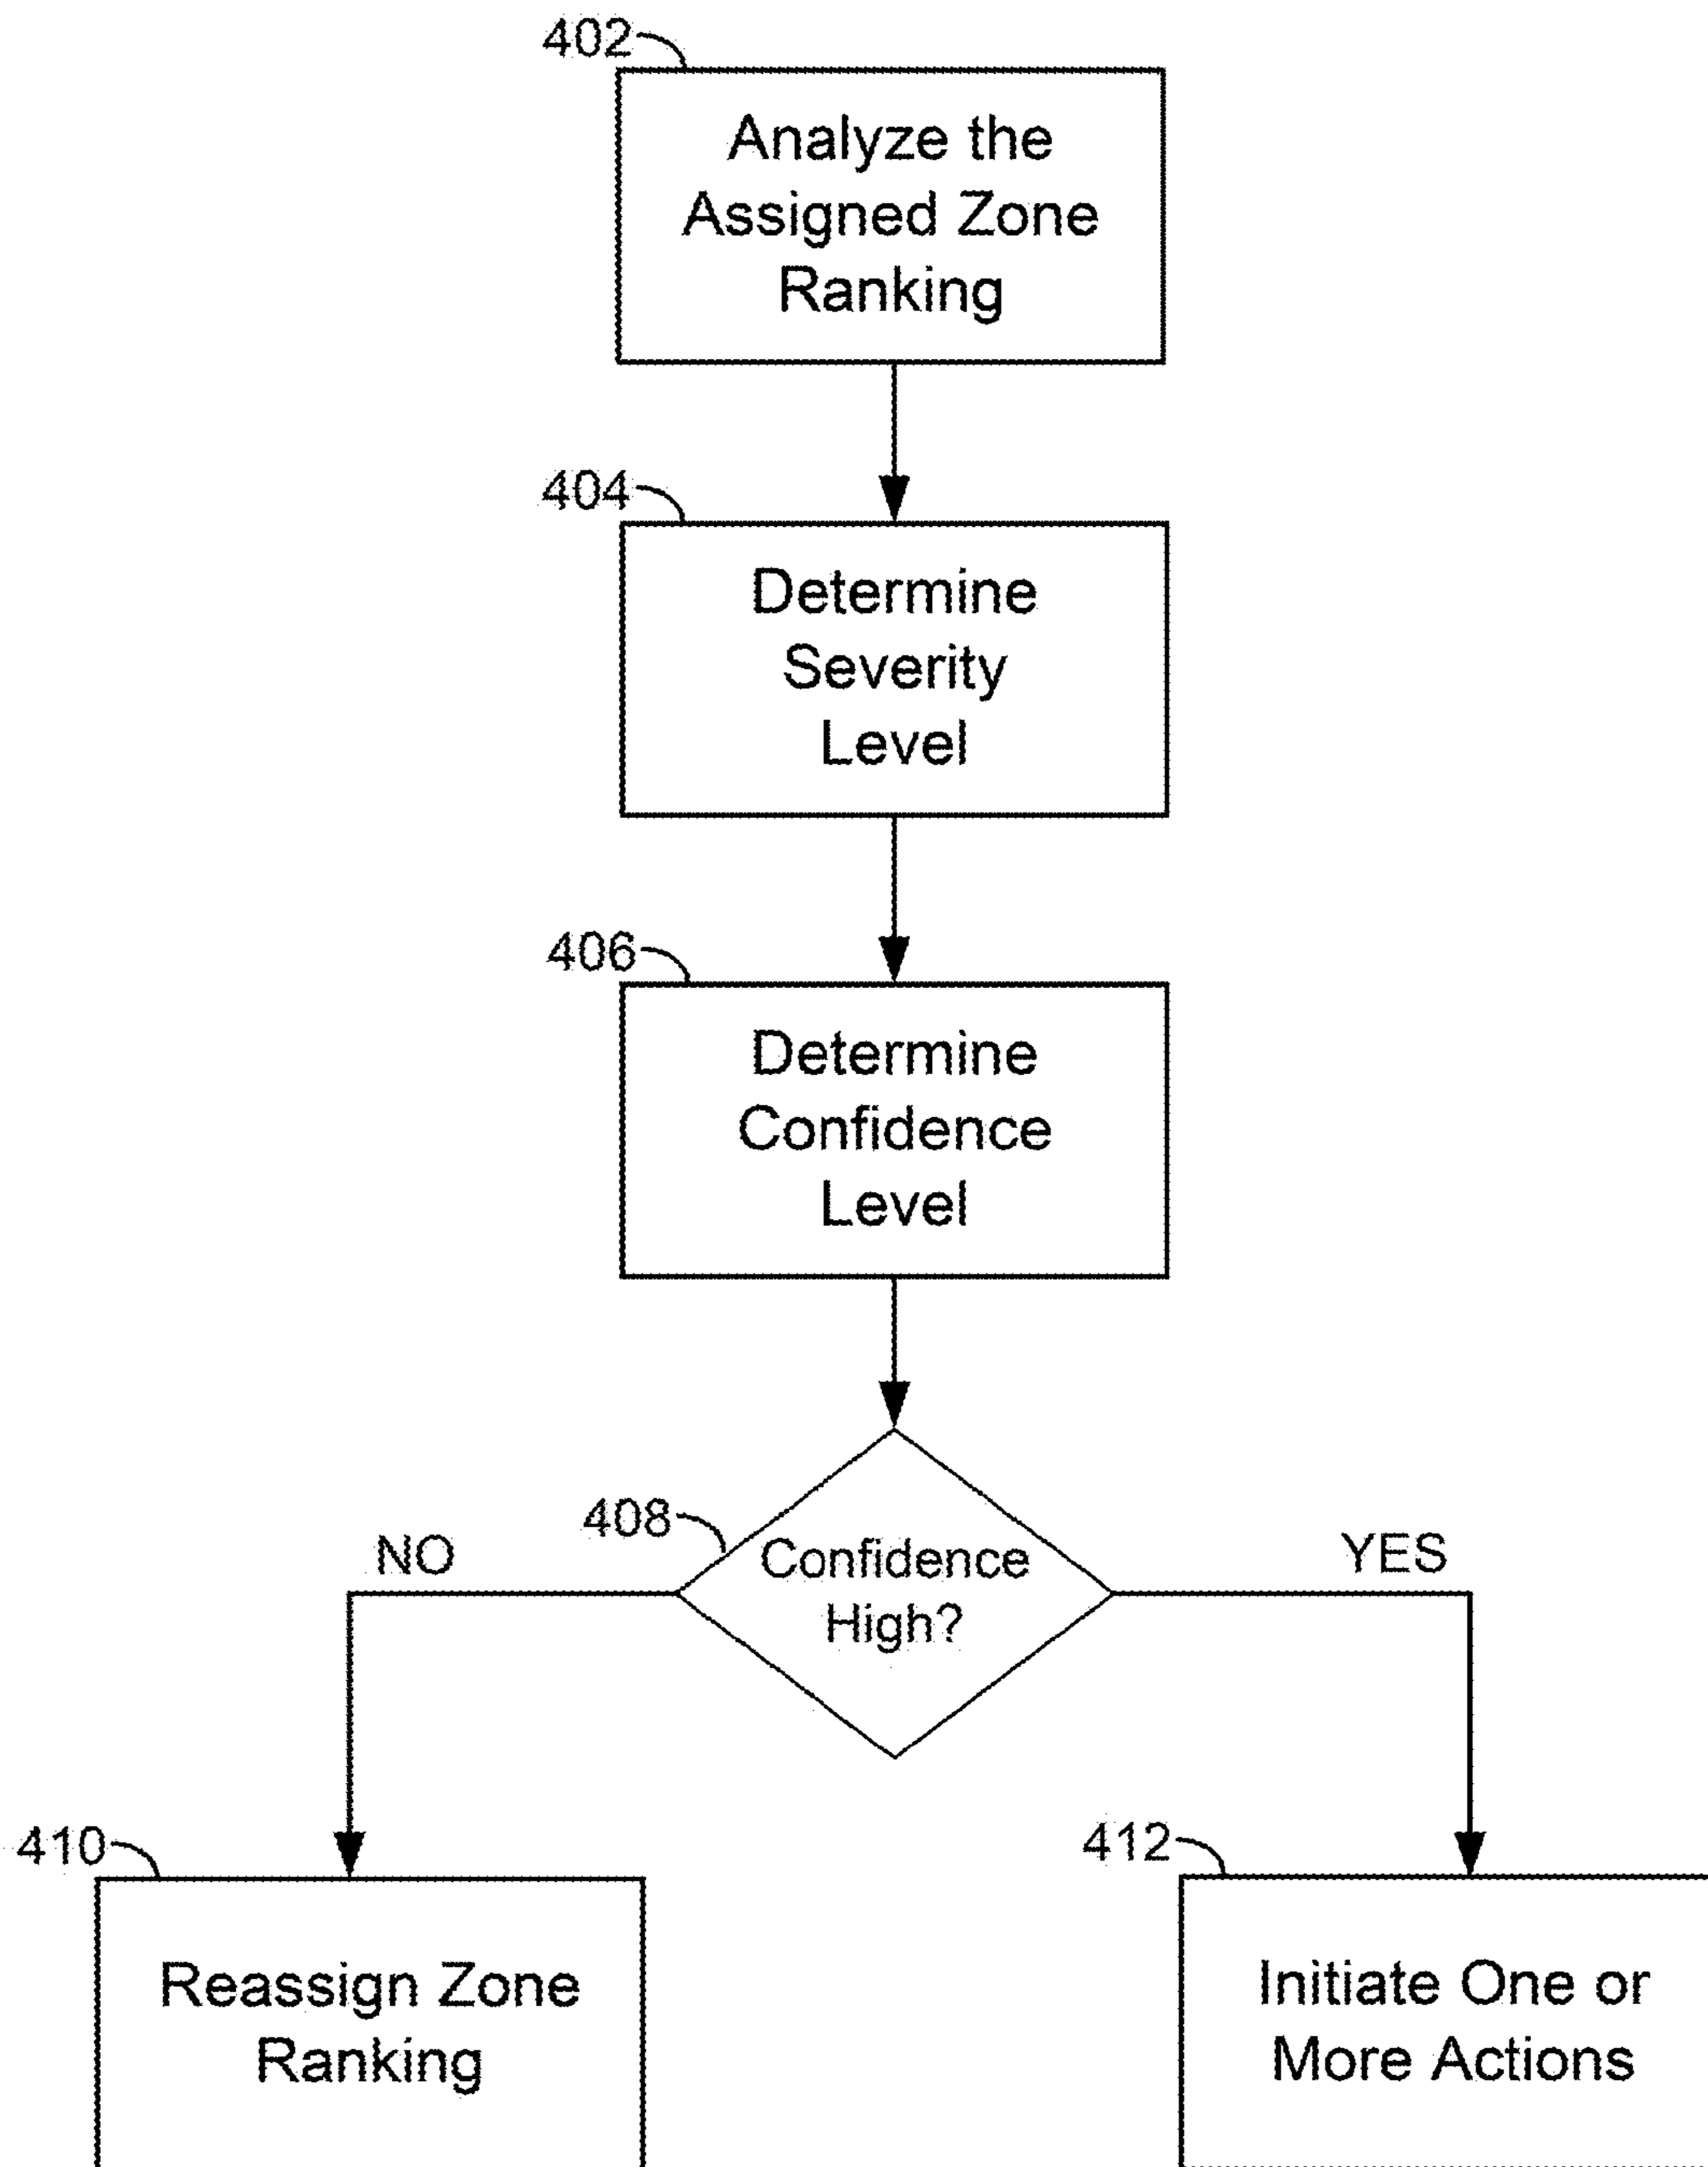 402
Analyze the
Assigned Zone
Ranking
404
Determine
Severity
Level
406
Determine
Confidence
Level
408
Confidence
High?
NO
YES
410
Reassign Zone
Ranking
412
Initiate One or
More Actions